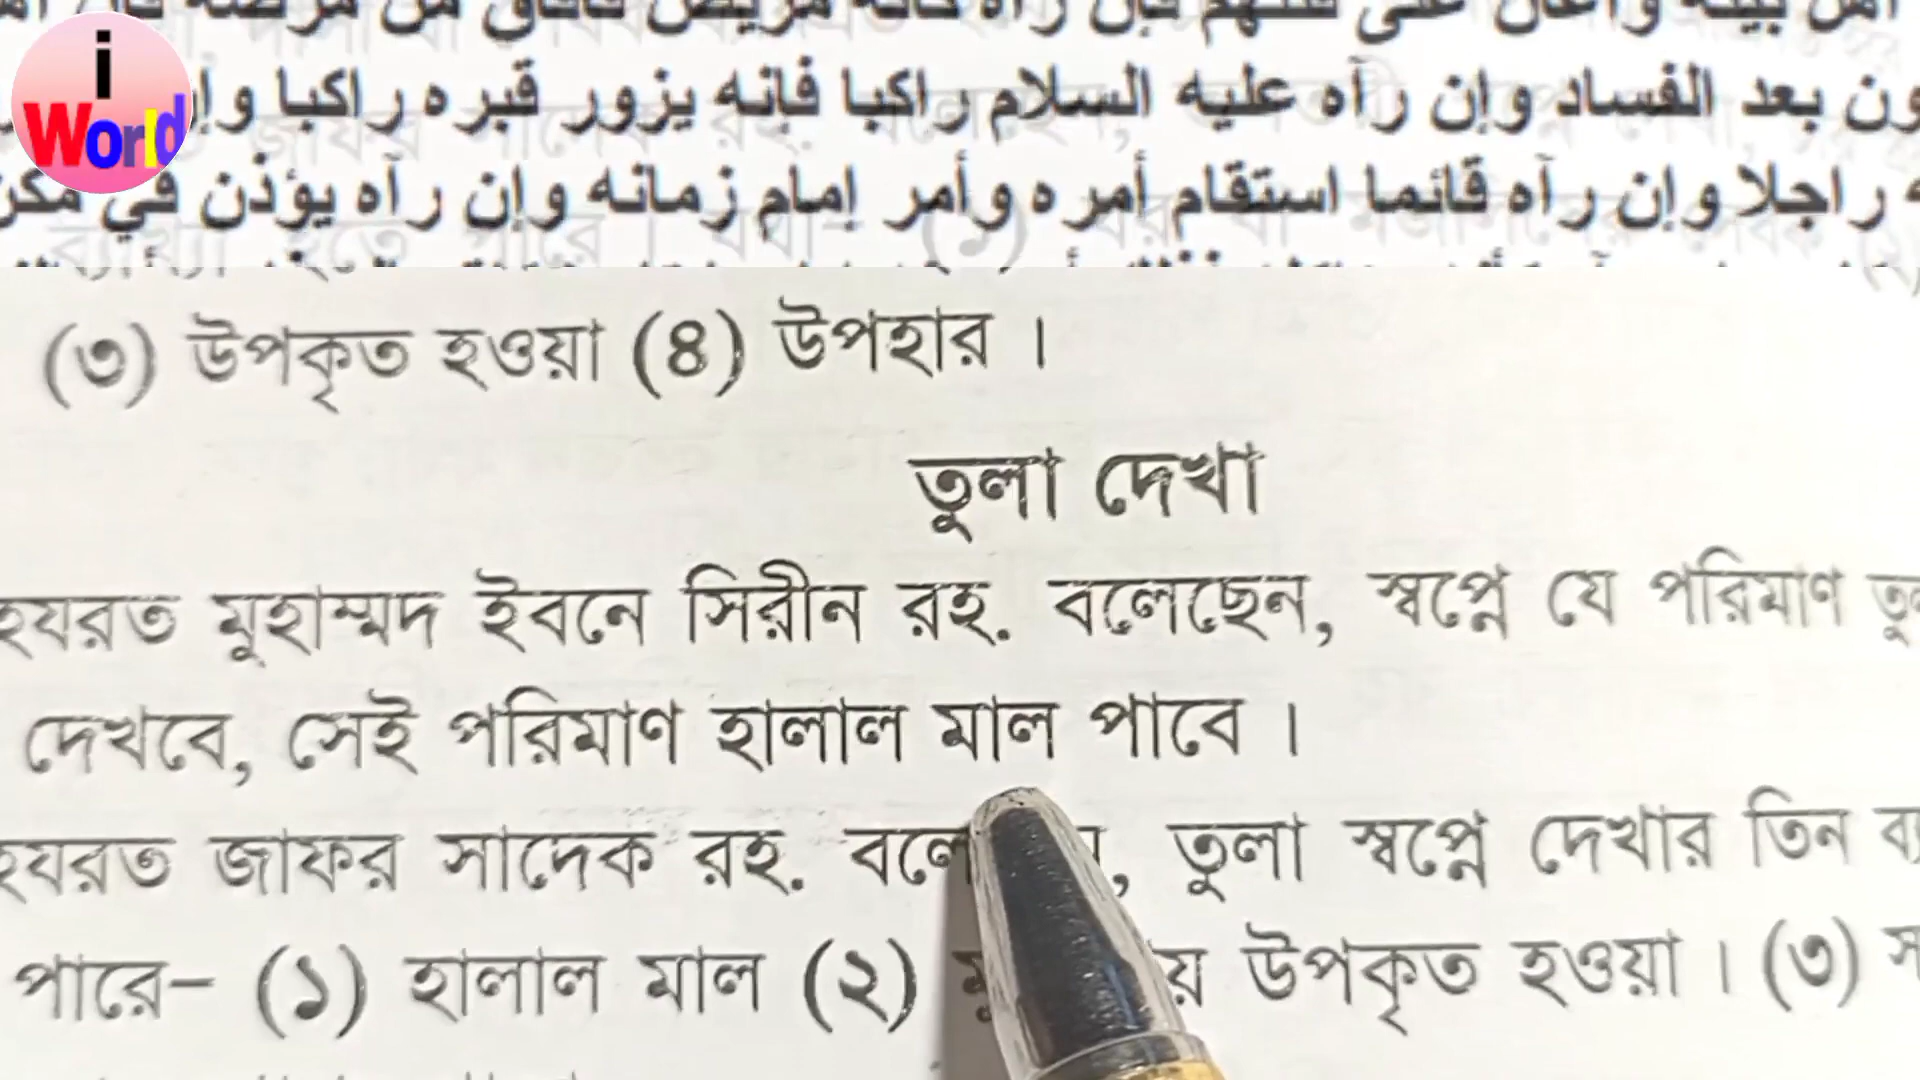 i
World
ون بعد الفساد وإن رآه عليه السلام راكبا فإنه يزور قبره راكبا وإن
راجلا وإن رآه قائما استقام أمره وأمر إمام زمانه وإن رآه يؤذن في
(৩) উপকৃত হওয়া (৪) উপহার ।
তুলা দেখা
হযরত মুহাম্মদ ইবনে সিরীন রহ. বলেছেন, স্বপ্নে যে পরিমাণ
দেখবে, সেই পরিমাণ হালাল মাল পাবে ।
হযরত জাফর সাদেক রহ. তুলা স্বপ্নে দেখার তিন
পারে– (১) হালাল মাল (২) উপকৃত হওয়া । (৩)